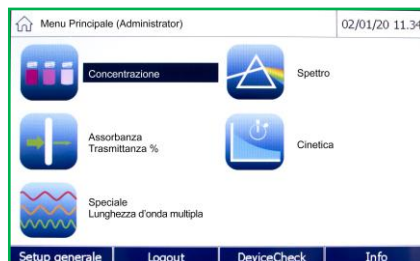 Menu Principale (Administrator) 02/01/20 11.34
Concentrazione Spettro
Assorbanza
Trasmittanza % Cinetica
Speciale
Lunghezza d'onda multipla
Setup generale Logout DeviceCheck Info